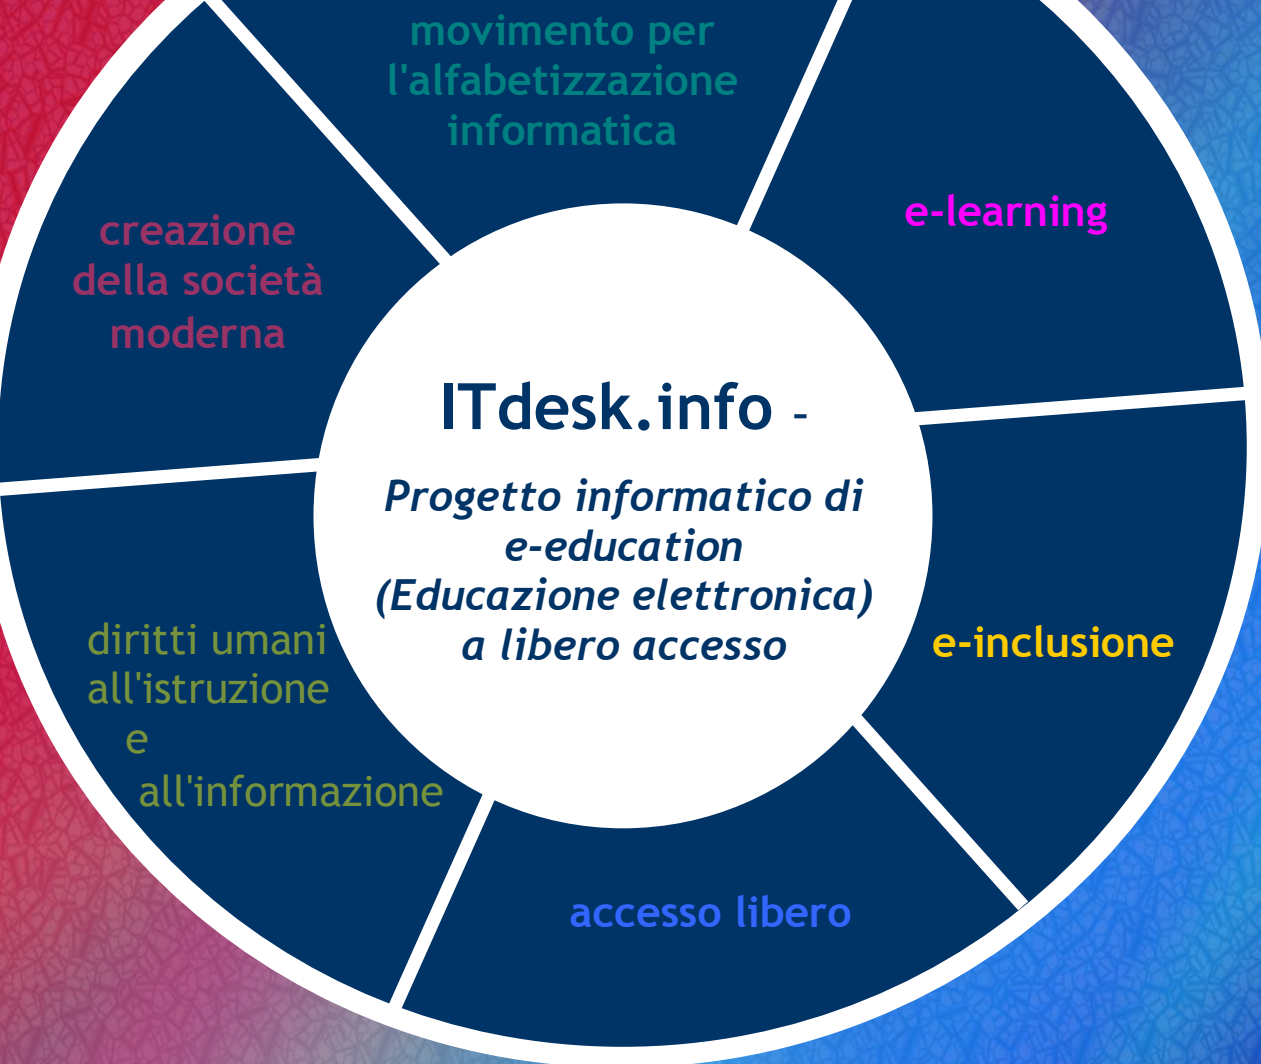 movimento per
l'alfabetizzazione
informatica
e-learning
creazione
della società
moderna
ITdesk.info –
Progetto informatico di
e-education
(Educazione elettronica)
a libero accesso
diritti umani
all'istruzione
e
all'informazione
e-inclusione
accesso libero